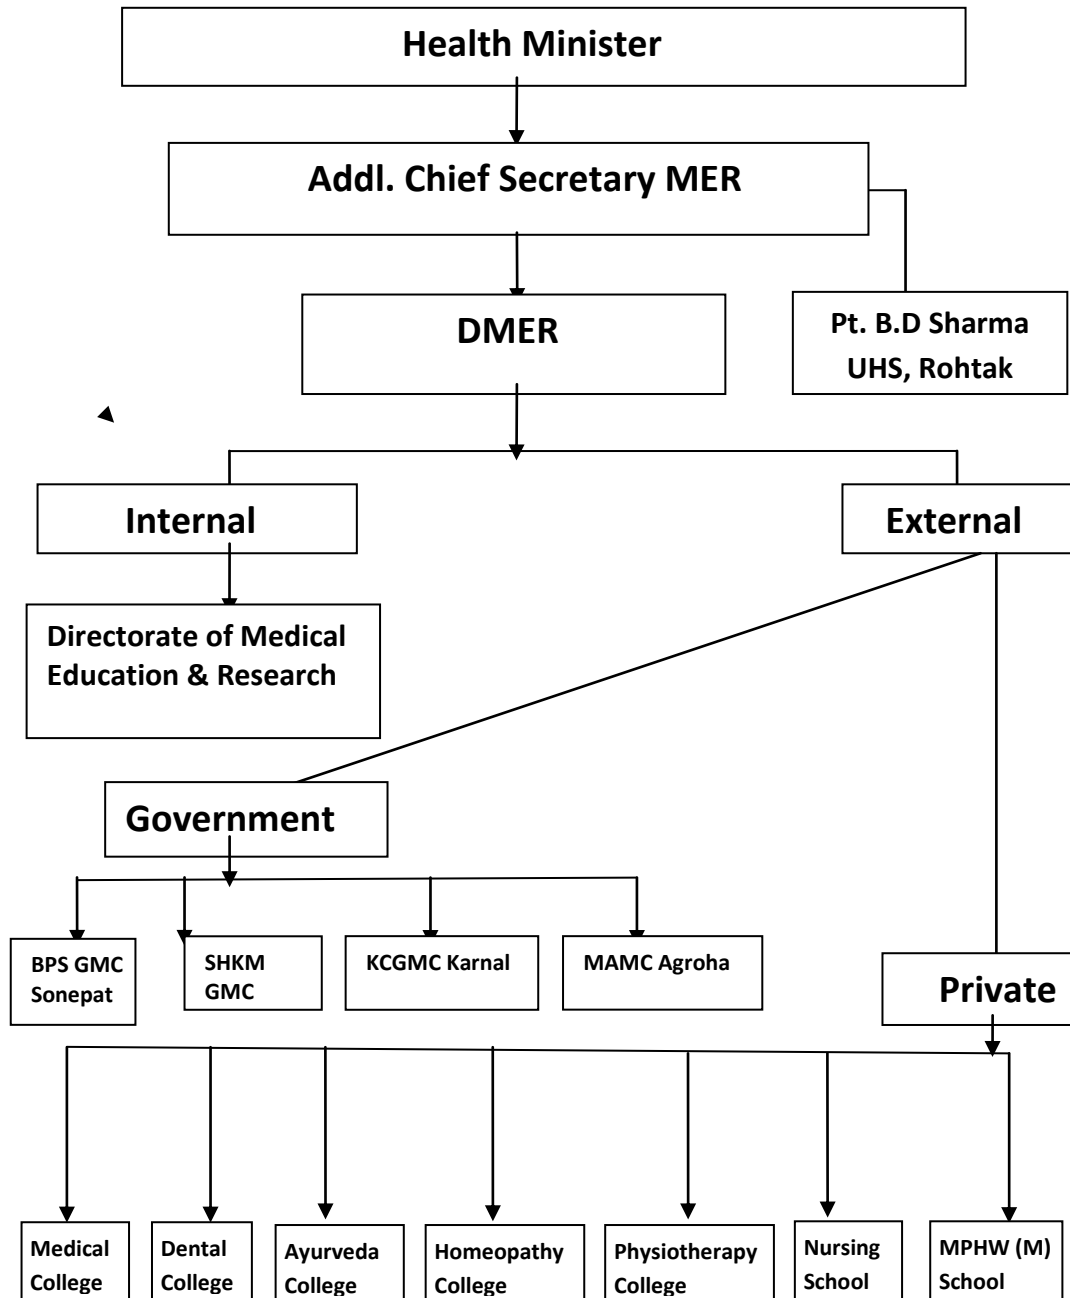 Health Minister
Addl. Chief Secretary MER
DMER
Pt. B.D Sharma
UHS, Rohtak
Internal
External
Directorate of Medical
Education & Research
Government
BPS GMC
Sonepat
SHKM
GMC
KCGMC Karnal
MAMC Agroha
Private
Medical
College
Dental
College
Ayurveda
College
Homeopathy
College
Physiotherapy
College
Nursing
School
MPHW (M)
School